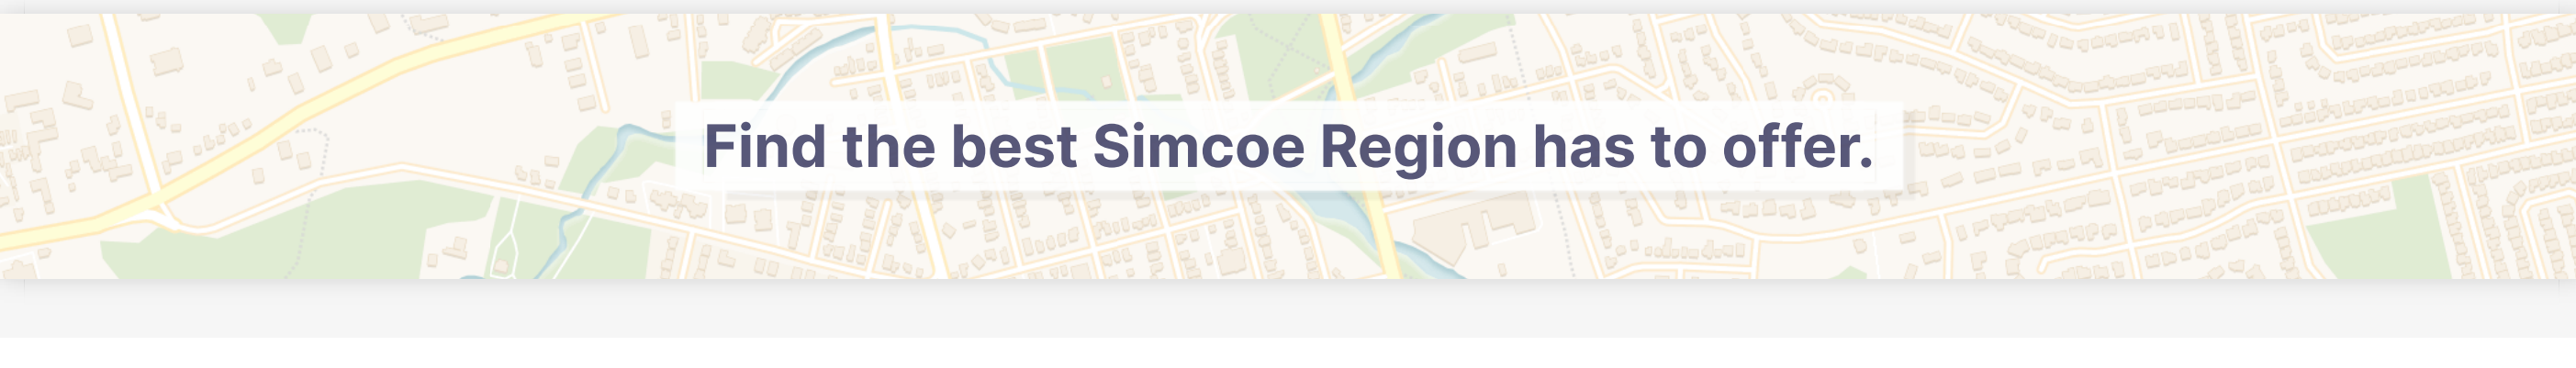 Find the best Simcoe Region has to offer.